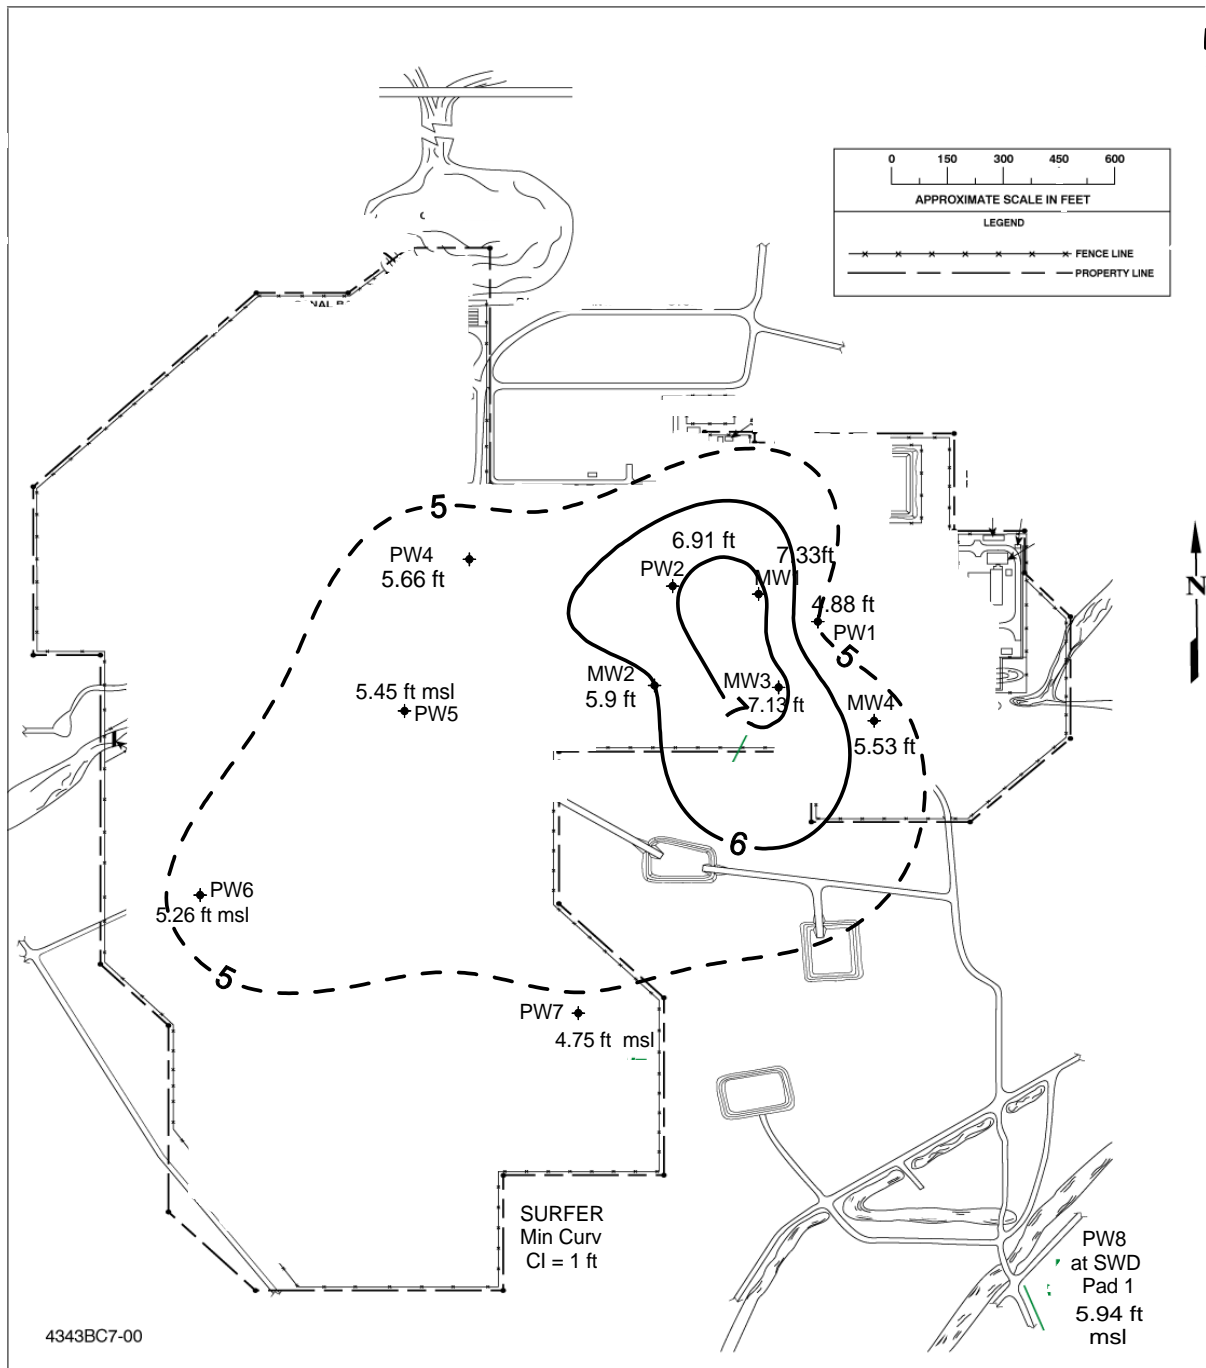 0 150 300 450 600
APPROXIMATE SCALE IN FEET
LEGEND
FENCE LINE
PROPERTY LINE
N
5
6.91 ft
7.33ft
PW4
5.66 ft
PW2
MW1
4.88 ft
PW1
5
MW2
5.9 ft
MW3
7.13 ft
7
MW4
5.53 ft
5.45 ft msl
PW5
6
PW6
5.26 ft msl
5
PW7
4.75 ft msl
SURFER
Min Curv
CI = 1 ft
PW8
at SWD
Pad 1
5.94 ft
msl
4343BC7-00